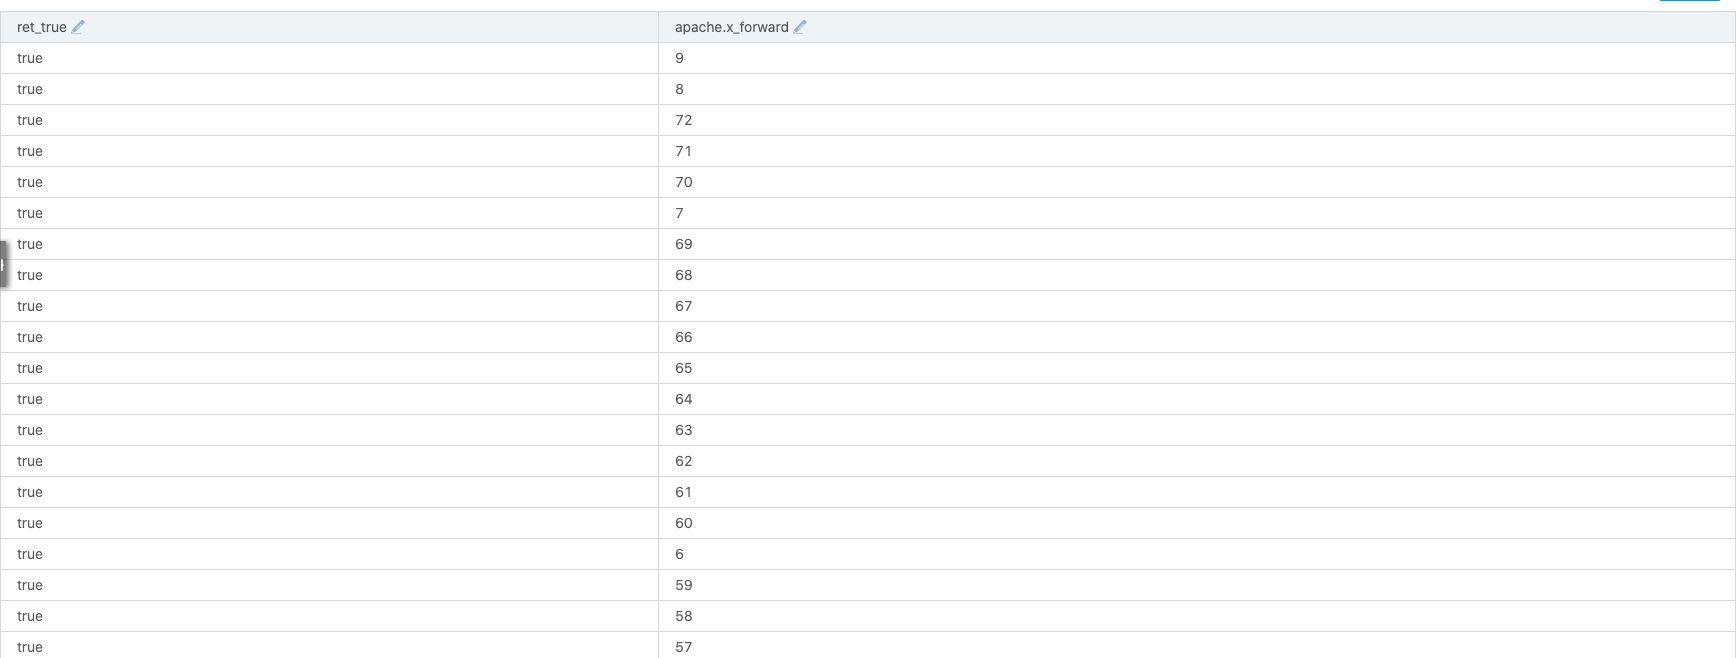 ret_true apache.x_forward
true 9
true 8
true 72
true 71
true 70
true 7
true 69
true 68
true 67
true 66
true 65
true 64
true 63
true 62
true 61
true 60
true 6
true 59
true 58
true 57